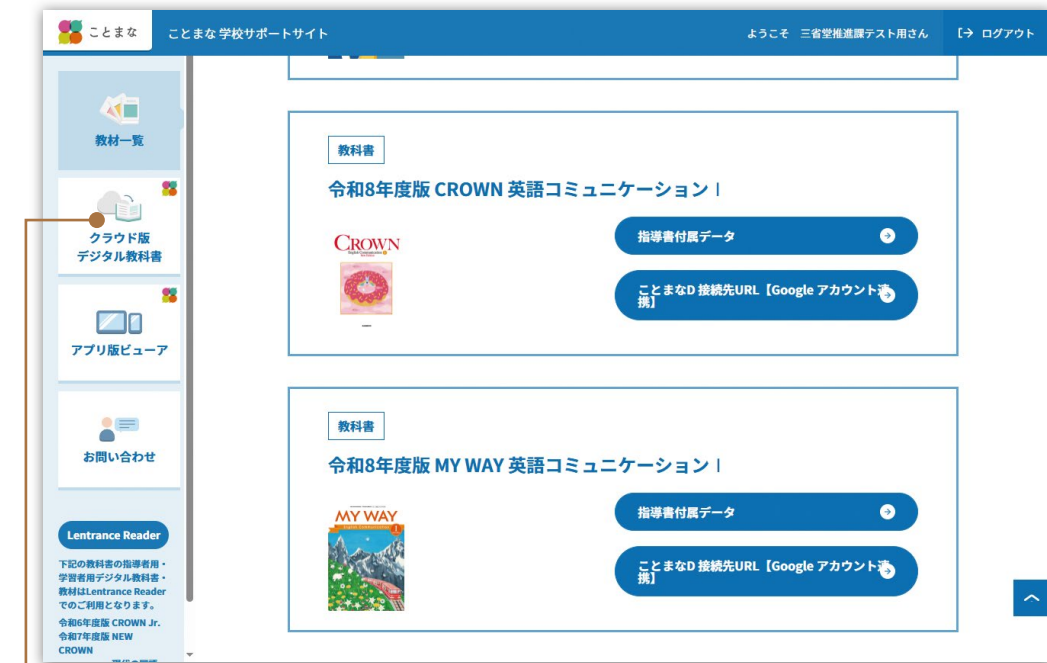 ことまな
ことまな 学校サポートサイト
ようこそ 三省堂推進課テスト用さん
ログアウト
教材一覧
クラウド版
デジタル教科書
アプリ版ビューア
お問い合わせ
Lentrance Reader
下記の教科書の指導者用・
学習者用デジタル教科書・
教材はLentrance Reader
でのご利用となります。
令和6年度版 CROWN Jr.
令和7年度版 NEW
CROWN
教科書
令和8年度版 CROWN 英語コミュニケーション I
CROWN
指導書付属データ
ことまなD 接続先URL【Google アカウント連
携】
教科書
令和8年度版 MY WAY 英語コミュニケーション I
MY WAY
指導書付属データ
ことまなD 接続先URL【Google アカウント連
携】